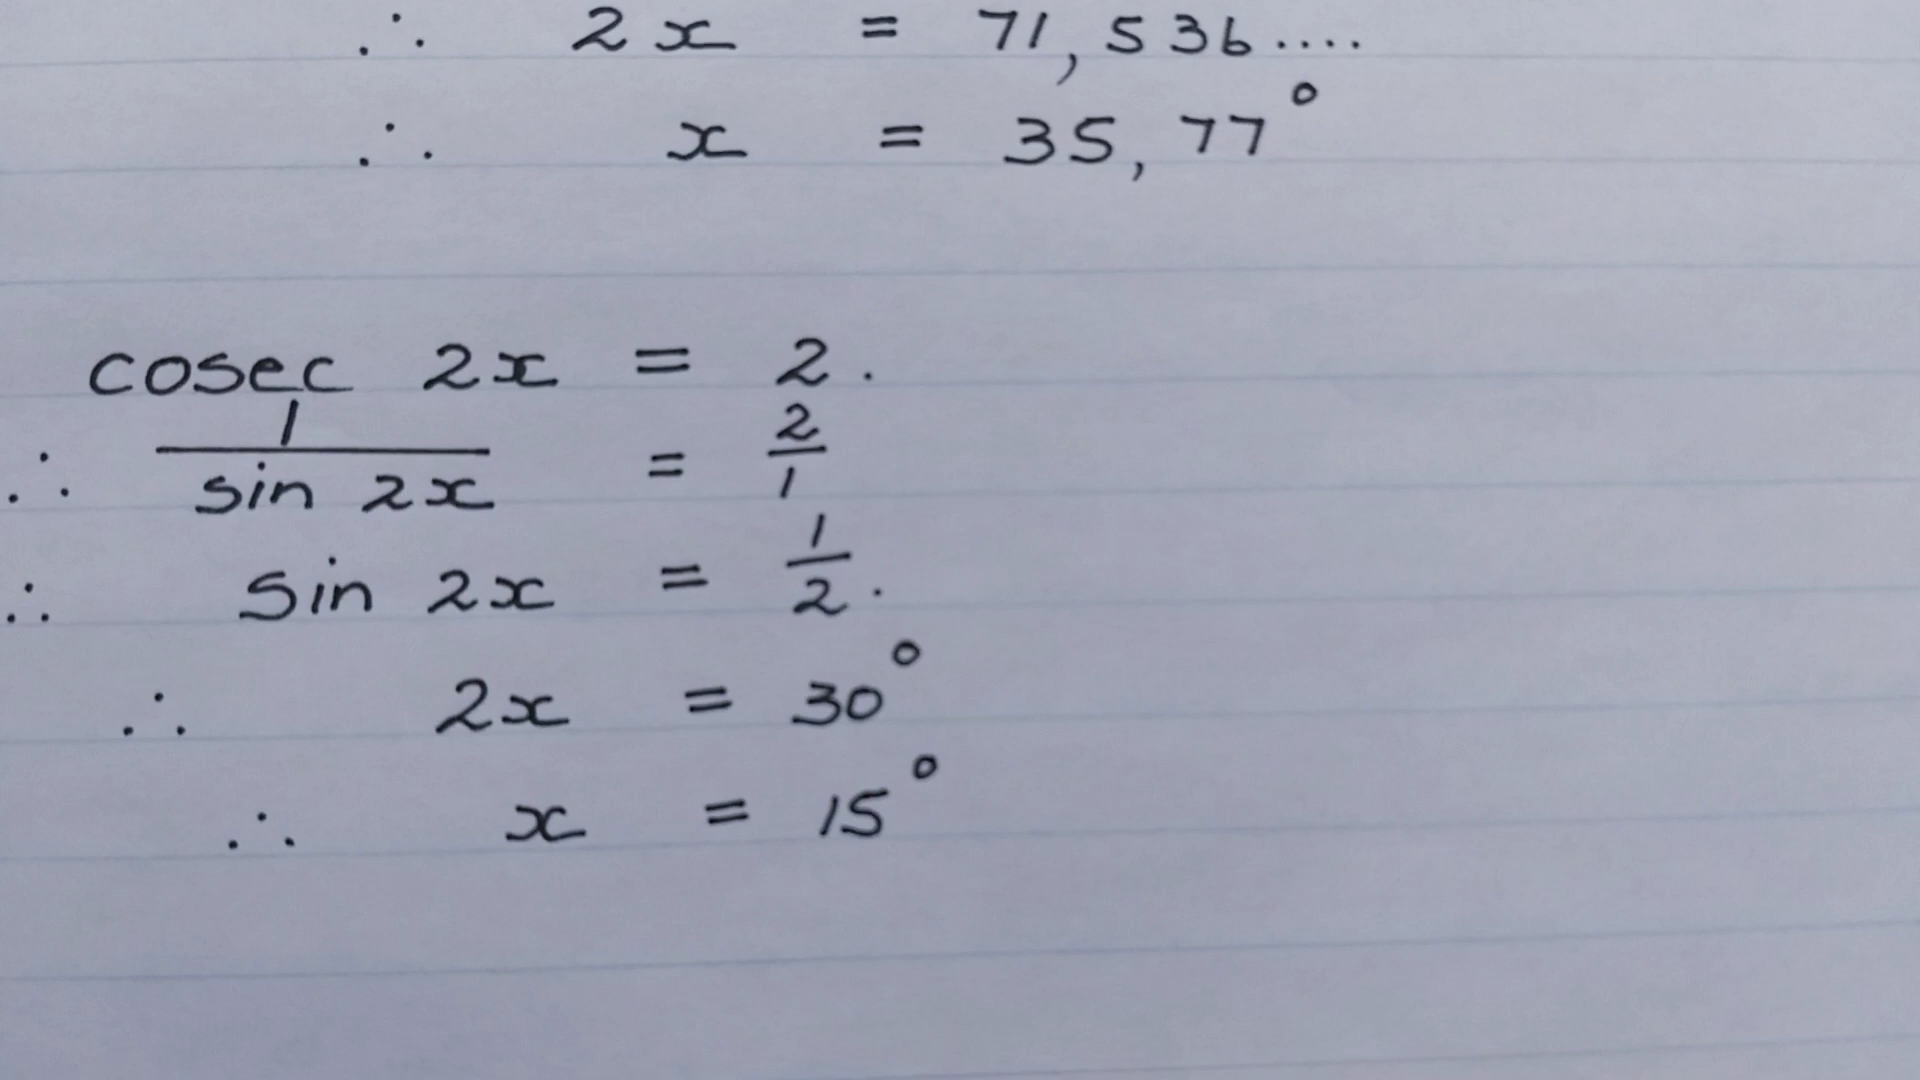 ∴ 2x = 71,536....
∴ x = 35,77°
cosec 2x = 2.
∴ 1/sin 2x = 2/1
∴ sin 2x = 1/2.
∴ 2x = 30°
∴ x = 15°